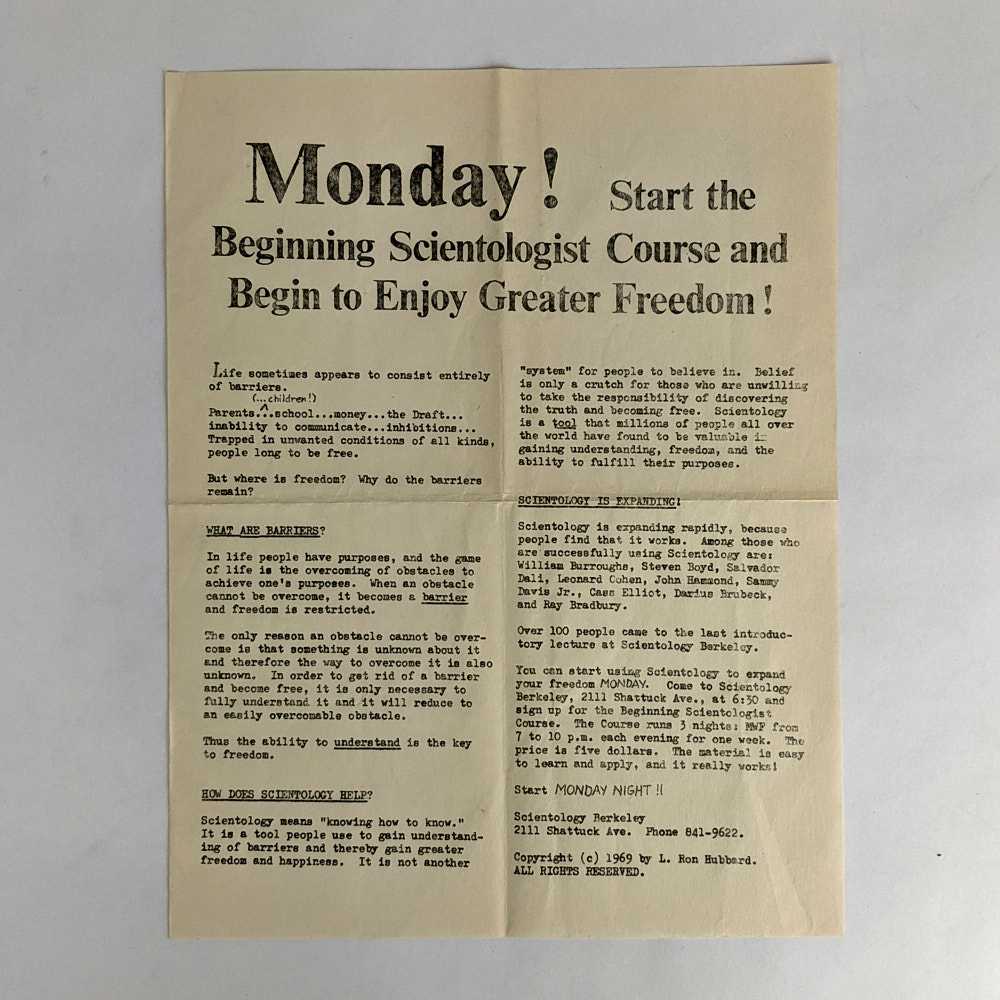 Monday! Start the
Beginning Scientologist Course and
Begin to Enjoy Greater Freedom!
Life sometimes appears to consist entirely
of barriers.
(...children!)
Parents...school...money...the Draft...
inability to communicate...inhibitions...
Trapped in unwanted conditions of all kinds,
people long to be free.
But where is freedom? Why do the barriers
remain?
WHAT ARE BARRIERS?
In life people have purposes, and the game
of life is the overcoming of obstacles to
achieve one's purposes. When an obstacle
cannot be overcome, it becomes a barrier
and freedom is restricted.
The only reason an obstacle cannot be over-
come is that something is unknown about it
and therefore the way to overcome it is also
unknown. In order to get rid of a barrier
and become free, it is only necessary to
fully understand it and it will reduce to
an easily overcomable obstacle.
Thus the ability to understand is the key
to freedom.
HOW DOES SCIENTOLOGY HELP?
Scientology means "knowing how to know."
It is a tool people use to gain understand-
ing of barriers and thereby gain greater
freedom and happiness. It is not another
"system" for people to believe in. Belief
is only a crutch for those who are unwilling
to take the responsibility of discovering
the truth and becoming free. Scientology
is a tool that millions of people all over
the world have found to be valuable in
gaining understanding, freedom, and the
ability to fulfill their purposes.
SCIENTOLOGY IS EXPANDING!
Scientology is expanding rapidly, because
people find that it works. Among those who
are successfully using Scientology are:
William Burroughs, Steven Boyd, Salvador
Dali, Leonard Cohen, John Hammond, Sammy
Davis Jr., Cass Elliot, Darius Brubeck,
and Ray Bradbury.
Over 100 people came to the last introduc-
tory lecture at Scientology Berkeley.
You can start using Scientology to expand
your freedom MONDAY. Come to Scientology
Berkeley, 2111 Shattuck Ave., at 6:30 and
sign up for the Beginning Scientologist
Course. The Course runs 3 nights: MWF from
7 to 10 p.m. each evening for one week. The
price is five dollars. The material is easy
to learn and apply, and it really works!
Start MONDAY NIGHT!!
Scientology Berkeley
2111 Shattuck Ave. Phone 841-9622.
Copyright (c) 1969 by L. Ron Hubbard.
ALL RIGHTS RESERVED.